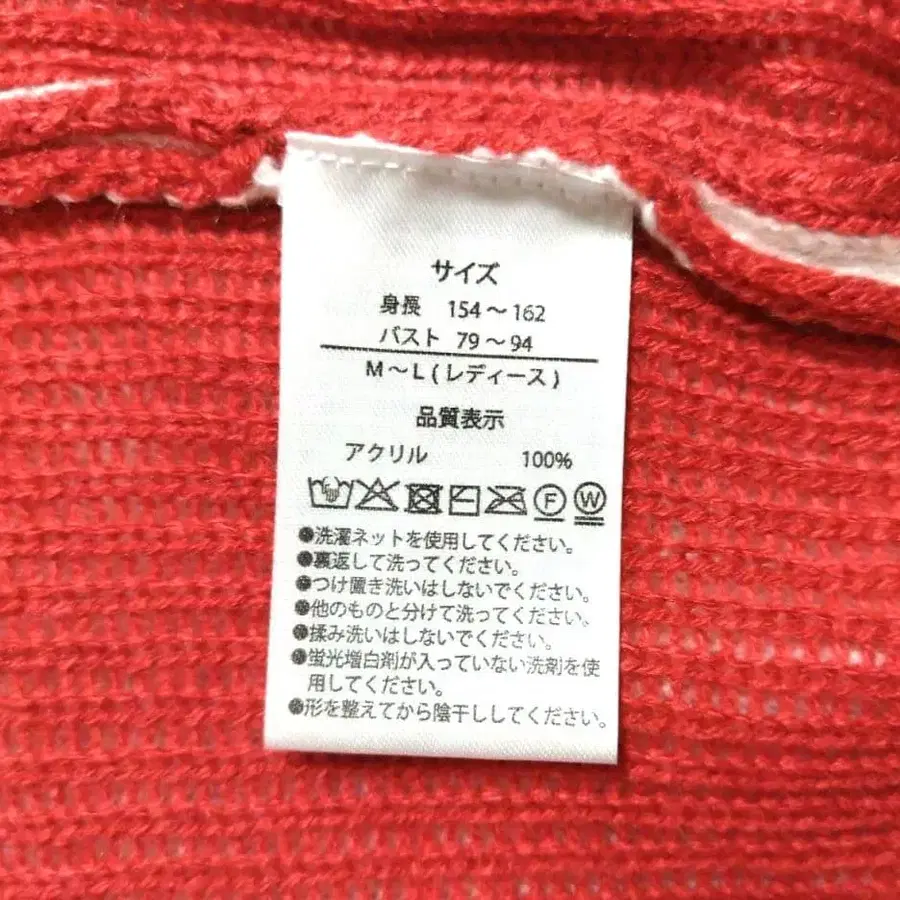 サイズ
身長 154～162
バスト 79～94
M～L(レディース)
品質表示
アクリル 100%
F W
●洗濯ネットを使用してください。
●裏返して洗ってください。
●つけ置き洗いはしないでください。
●他のものと分けて洗ってください。
●揉み洗いはしないでください。
●蛍光増白剤が入っていない洗剤を使
用してください。
●形を整えてから陰干ししてください。